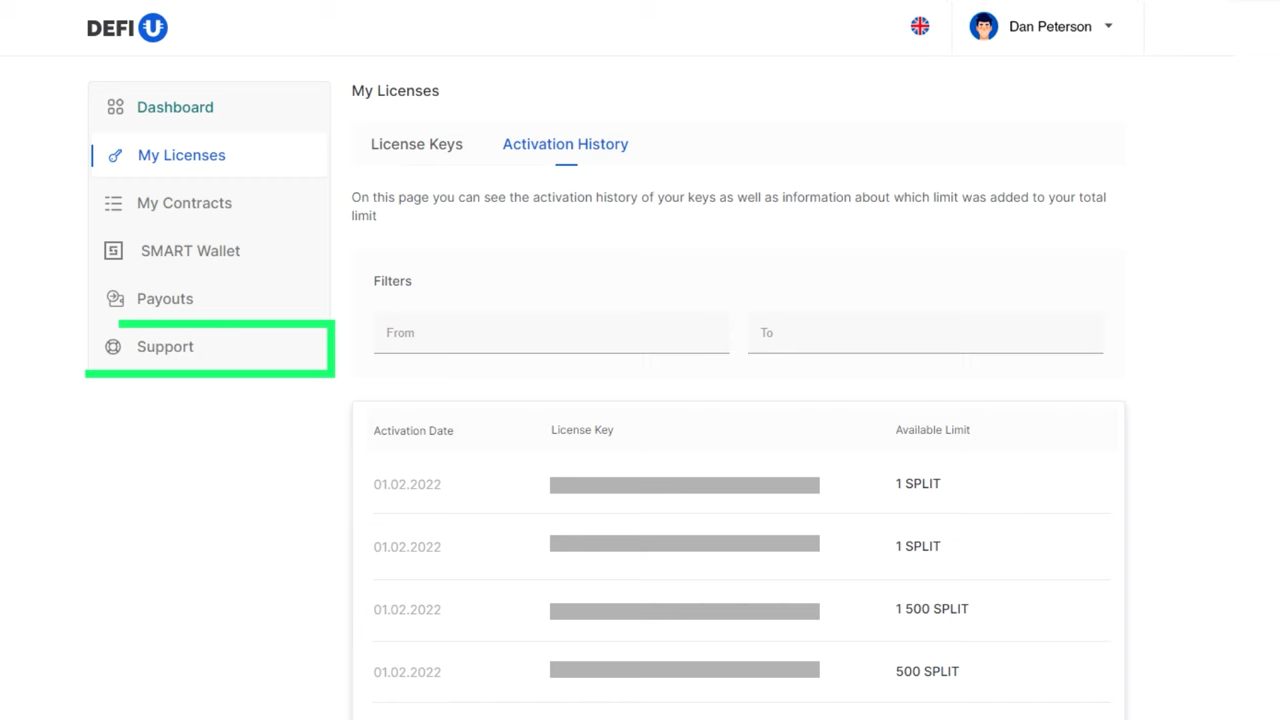 DEFI U
Dan Peterson
Dashboard
My Licenses
My Contracts
SMART Wallet
Payouts
Support
My Licenses
License Keys
Activation History
On this page you can see the activation history of your keys as well as information about which limit was added to your total
limit
Filters
From
To
Activation Date
License Key
Available Limit
01.02.2022
1 SPLIT
01.02.2022
1 SPLIT
01.02.2022
1 500 SPLIT
01.02.2022
500 SPLIT